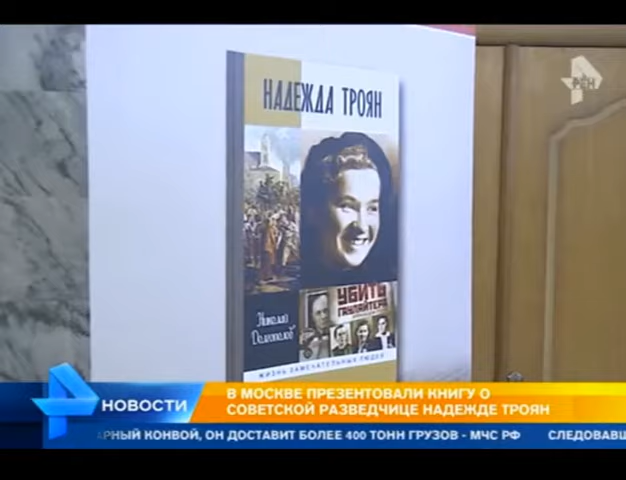 РЕН
НАДЕЖДА ТРОЯН
УБИТЬ
ГАУЛЯЙТЕРА
Николай
Долгополов
ЖИЗНЬ ЗАМЕЧАТЕЛЬНЫХ ЛЮДЕЙ
НОВОСТИ
В МОСКВЕ ПРЕЗЕНТОВАЛИ КНИГУ О
СОВЕТСКОЙ РАЗВЕДЧИЦЕ НАДЕЖДЕ ТРОЯН
АРНЫЙ КОНВОЙ, ОН ДОСТАВИТ БОЛЕЕ 400 ТОНН ГРУЗОВ - МЧС РФ СЛЕДОВАВШ